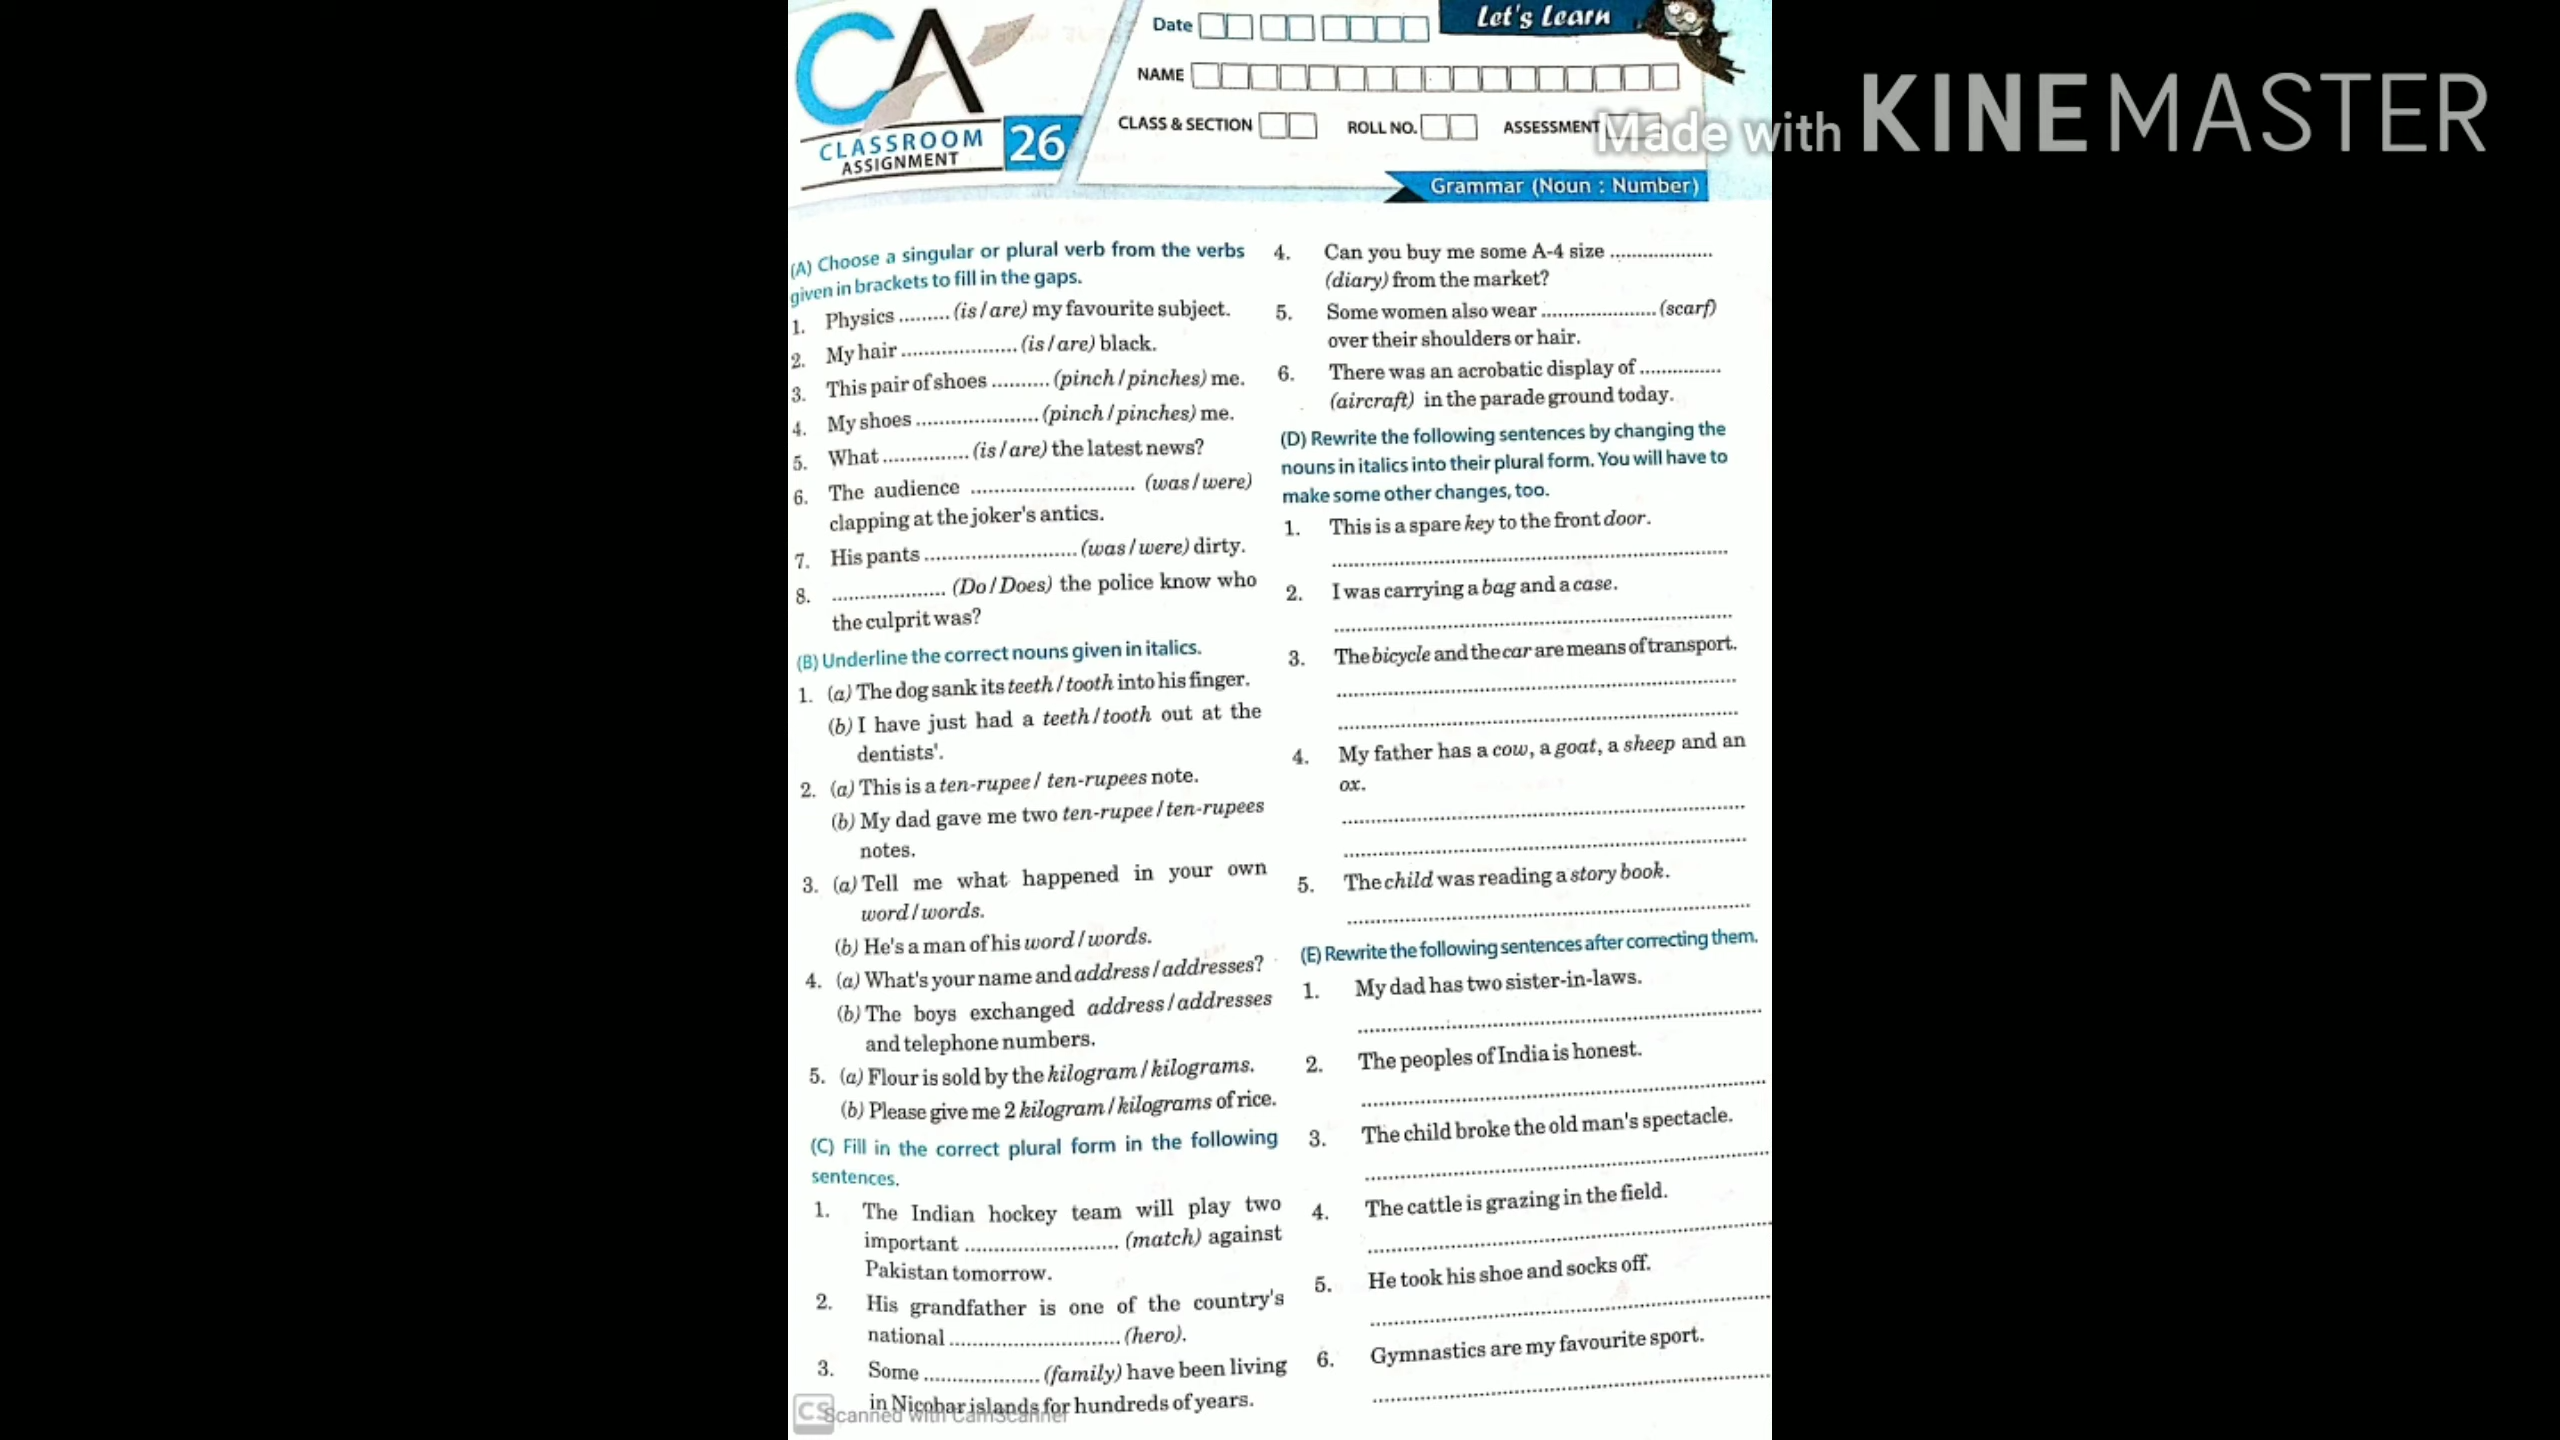 CA
CLASSROOM
ASSIGNMENT
26
Date
Let's Learn
NAME
CLASS & SECTION
ROLL NO.
ASSESSMENT
Made with KINEMASTER
Grammar (Noun : Number)
(A) Choose a singular or plural verb from the verbs
given in brackets to fill in the gaps.
1. Physics ......... (is / are) my favourite subject.
2. My hair .................... (is / are) black.
3. This pair of shoes .......... (pinch / pinches) me.
4. My shoes ..................... (pinch / pinches) me.
5. What ............... (is / are) the latest news?
6. The audience ............................ (was / were)
clapping at the joker's antics.
7. His pants .......................... (was / were) dirty.
8. .................... (Do / Does) the police know who
the culprit was?
(B) Underline the correct nouns given in italics.
1. (a) The dog sank its teeth / tooth into his finger.
(b) I have just had a teeth / tooth out at the
dentists'.
2. (a) This is a ten-rupee / ten-rupees note.
(b) My dad gave me two ten-rupee / ten-rupees
notes.
3. (a) Tell me what happened in your own
word / words.
(b) He's a man of his word / words.
4. (a) What's your name and address / addresses?
(b) The boys exchanged address / addresses
and telephone numbers.
5. (a) Flour is sold by the kilogram / kilograms.
(b) Please give me 2 kilogram / kilograms of rice.
(C) Fill in the correct plural form in the following
sentences.
1. The Indian hockey team will play two
important ........................... (match) against
Pakistan tomorrow.
2. His grandfather is one of the country's
national .............................. (hero).
3. Some .................... (family) have been living
in Nicobar islands for hundreds of years.
4. Can you buy me some A-4 size ..................
(diary) from the market?
5. Some women also wear .................... (scarf)
over their shoulders or hair.
6. There was an acrobatic display of ..............
(aircraft) in the parade ground today.
(D) Rewrite the following sentences by changing the
nouns in italics into their plural form. You will have to
make some other changes, too.
1. This is a spare key to the front door.
2. I was carrying a bag and a case.
3. The bicycle and the car are means of transport.
4. My father has a cow, a goat, a sheep and an
ox.
5. The child was reading a story book.
(E) Rewrite the following sentences after correcting them.
1. My dad has two sister-in-laws.
2. The peoples of India is honest.
3. The child broke the old man's spectacle.
4. The cattle is grazing in the field.
5. He took his shoe and socks off.
6. Gymnastics are my favourite sport.
CS Scanned with CamScanner